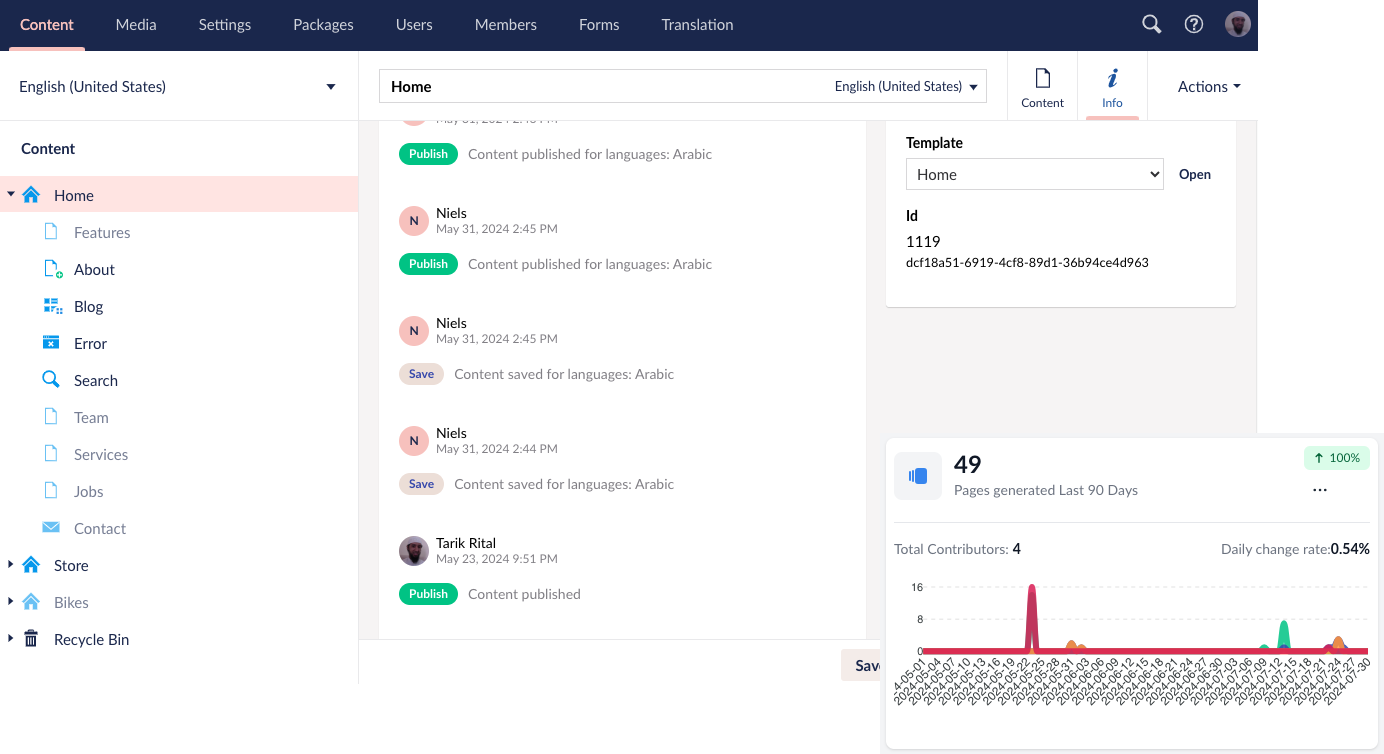 Content
Media
Settings
Packages
Users
Members
Forms
Translation
English (United States)
Home
English (United States)
Content
Info
Actions
Content
Home
Features
About
Blog
Error
Search
Team
Services
Jobs
Contact
Store
Bikes
Recycle Bin
Publish Content published for languages: Arabic
N Niels
May 31, 2024 2:45 PM
Publish Content published for languages: Arabic
N Niels
May 31, 2024 2:45 PM
Save Content saved for languages: Arabic
N Niels
May 31, 2024 2:44 PM
Save Content saved for languages: Arabic
Tarik Rital
May 23, 2024 9:51 PM
Publish Content published
Template
Home
Open
Id
1119
dcf18a51-6919-4cf8-89d1-36b94ce4d963
49
↑ 100%
Pages generated Last 90 Days
...
Total Contributors: 4
Daily change rate:0.54%
16
8
0
2024-05-04
2024-05-07
2024-05-10
2024-05-13
2024-05-16
2024-05-19
2024-05-22
2024-05-25
2024-05-28
2024-05-31
2024-06-03
2024-06-06
2024-06-09
2024-06-12
2024-06-15
2024-06-18
2024-06-21
2024-06-24
2024-06-27
2024-06-30
2024-07-03
2024-07-06
2024-07-09
2024-07-12
2024-07-15
2024-07-18
2024-07-21
2024-07-24
2024-07-27
2024-07-30